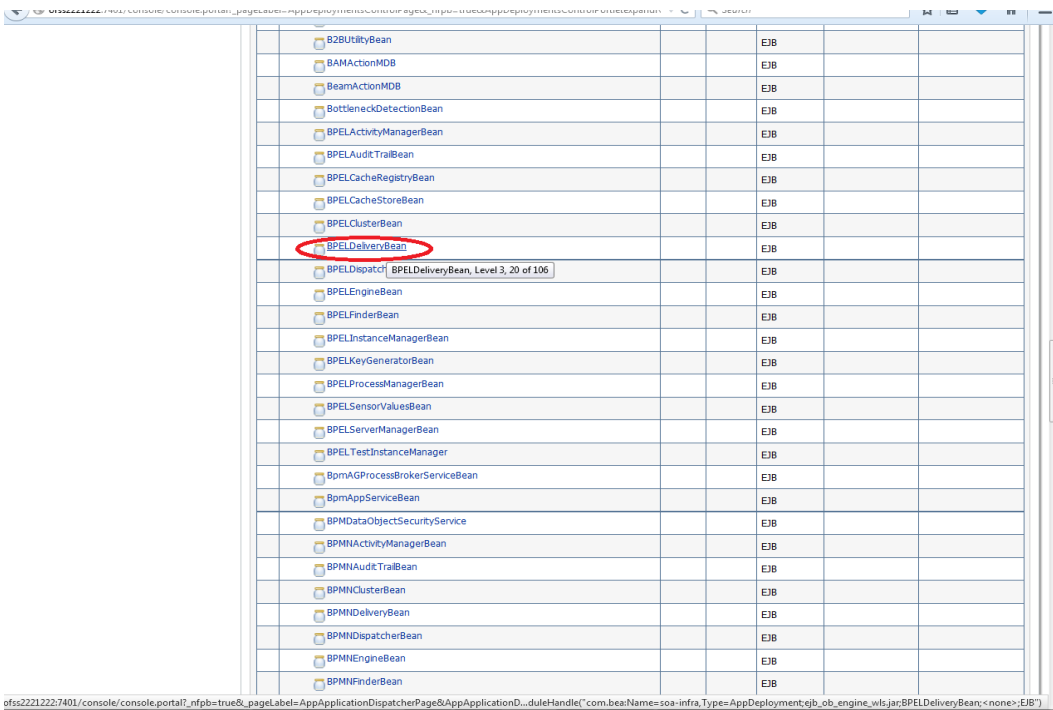 B2BUtilityBean EJB
BAMActionMDB EJB
BeamActionMDB EJB
BottleneckDetectionBean EJB
BPELActivityManagerBean EJB
BPELAuditTrailBean EJB
BPELCacheRegistryBean EJB
BPELCacheStoreBean EJB
BPELClusterBean EJB
BPELDeliveryBean EJB
BPELDispatch BPELDeliveryBean, Level 3, 20 of 106 EJB
BPELEngineBean EJB
BPELFinderBean EJB
BPELInstanceManagerBean EJB
BPELKeyGeneratorBean EJB
BPELProcessManagerBean EJB
BPELSensorValuesBean EJB
BPELServerManagerBean EJB
BPELTestInstanceManager EJB
BpmAGProcessBrokerServiceBean EJB
BpmAppServiceBean EJB
BPMDataObjectSecurityService EJB
BPMNActivityManagerBean EJB
BPMNAuditTrailBean EJB
BPMNClusterBean EJB
BPMNDeliveryBean EJB
BPMNDispatcherBean EJB
BPMNEngineBean EJB
BPMNFinderBean EJB
ofss2221222:7401/console/console.portal?_nfpb=true&_pageLabel=AppApplicationDispatcherPage&AppApplicationD...duleHandle("com.bea:Name=soa-infra,Type=AppDeployment;ejb_ob_engine_wls.jar;BPELDeliveryBean;<none>;EJB")